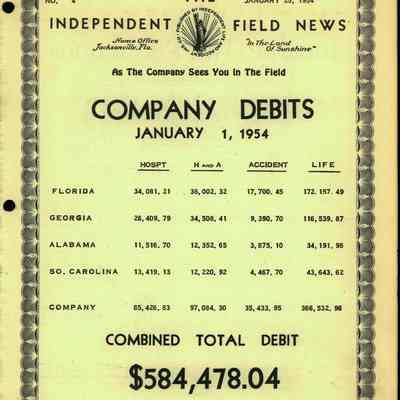 THE
INDEPENDENT FIELD NEWS
Home Office Jacksonville, Fla.
"In The Land Of Sunshine"
As The Company Sees You In The Field
COMPANY DEBITS
JANUARY 1, 1954
HOSPT H AND A ACCIDENT LIFE
FLORIDA 34,081.21 38,002.32 17,700.45 172,157.49
GEORGIA 26,409.79 34,508.41 9,390.70 116,539.87
ALABAMA 11,516.70 12,352.65 3,875.10 34,191.98
SO. CAROLINA 13,419.13 12,220.92 4,467.70 43,643.62
COMPANY 85,426.83 97,084.30 35,433.95 366,532.96
COMBINED TOTAL DEBIT
$584,478.04